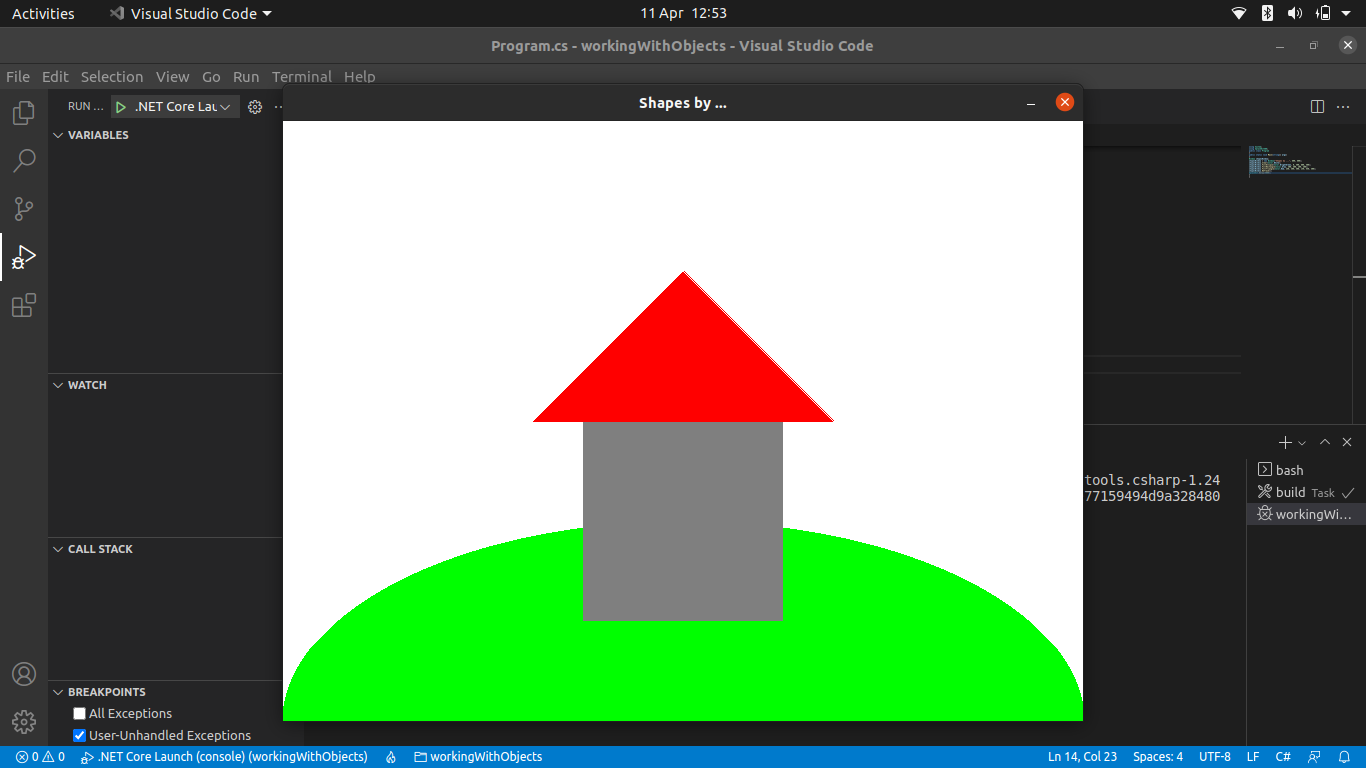 Activities Visual Studio Code 11 Apr 12:53
Program.cs - workingWithObjects - Visual Studio Code
File Edit Selection View Go Run Terminal Help
RUN ... .NET Core Lau ...
Shapes by ...
VARIABLES
WATCH
CALL STACK
BREAKPOINTS
All Exceptions
User-Unhandled Exceptions
tools.csharp-1.24
77159494d9a328480
bash
build Task
workingWi...
0 0 .NET Core Launch (console) (workingWithObjects) workingWithObjects Ln 14, Col 23 Spaces: 4 UTF-8 LF C#